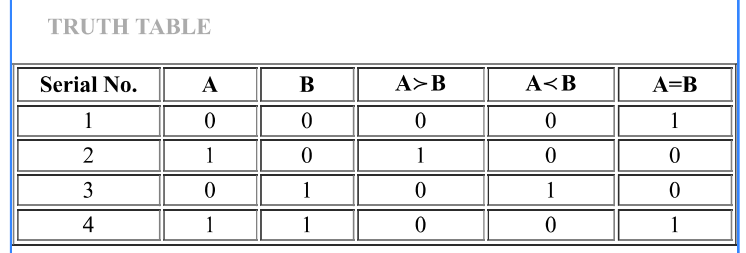 TRUTH TABLE
Serial No. A B A≻B A≺B A=B
1 0 0 0 0 1
2 1 0 1 0 0
3 0 1 0 1 0
4 1 1 0 0 1